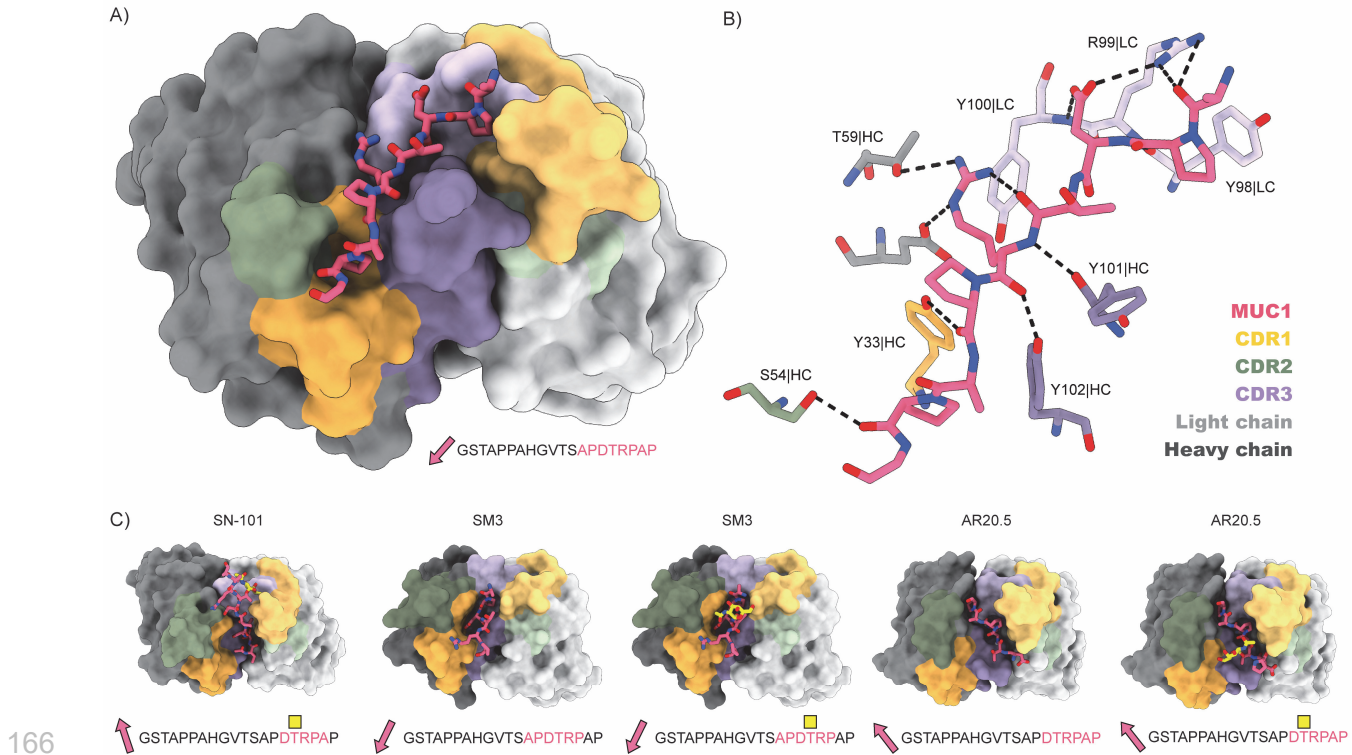 A)
GSTAPPAHGVTSAPDTRPAP
B)
R99|LC
Y100|LC
T59|HC
Y98|LC
Y101|HC
Y33|HC
S54|HC
Y102|HC
MUC1
CDR1
CDR2
CDR3
Light chain
Heavy chain
C)
SN-101
SM3
SM3
AR20.5
AR20.5
GSTAPPAHGVTSAPDTRPAP
GSTAPPAHGVTSAPDTRPAP
GSTAPPAHGVTSAPDTRPAP
GSTAPPAHGVTSAPDTRPAP
GSTAPPAHGVTSAPDTRPAP
166